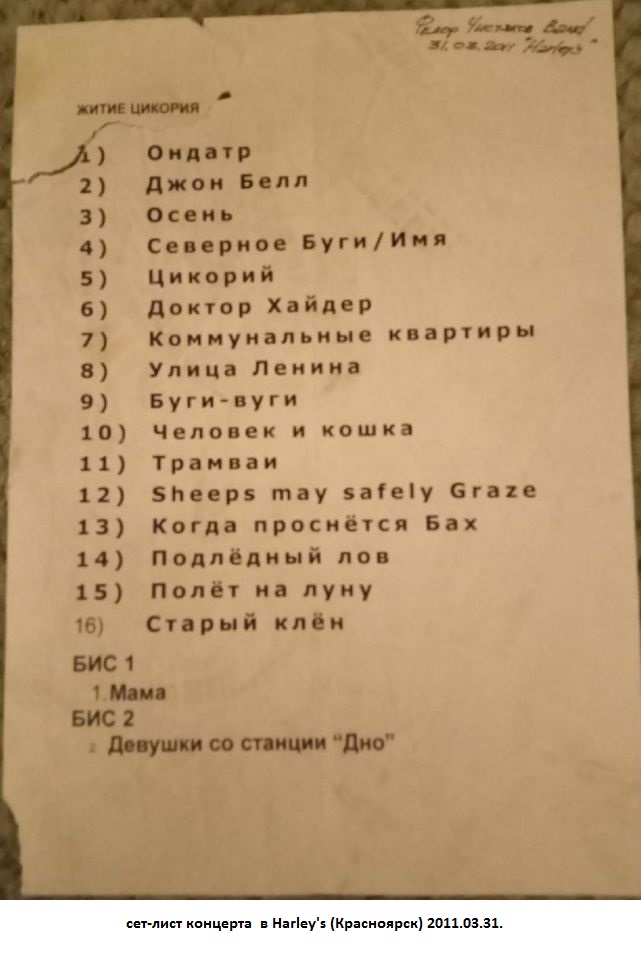 Фёдор Чистяков Band
31.03.2011 "Harleys"
ЖИТИЕ ЦИКОРИЯ
1) Ондатр
2) Джон Белл
3) Осень
4) Северное Буги/Имя
5) Цикорий
6) Доктор Хайдер
7) Коммунальные квартиры
8) Улица Ленина
9) Буги-вуги
10) Человек и кошка
11) Трамваи
12) Sheeps may safely Graze
13) Когда проснётся Бах
14) Подлёдный лов
15) Полёт на луну
16) Старый клён
БИС 1
1. Мама
БИС 2
2 Девушки со станции “Дно”
сет-лист концерта в Harley's (Красноярск) 2011.03.31.